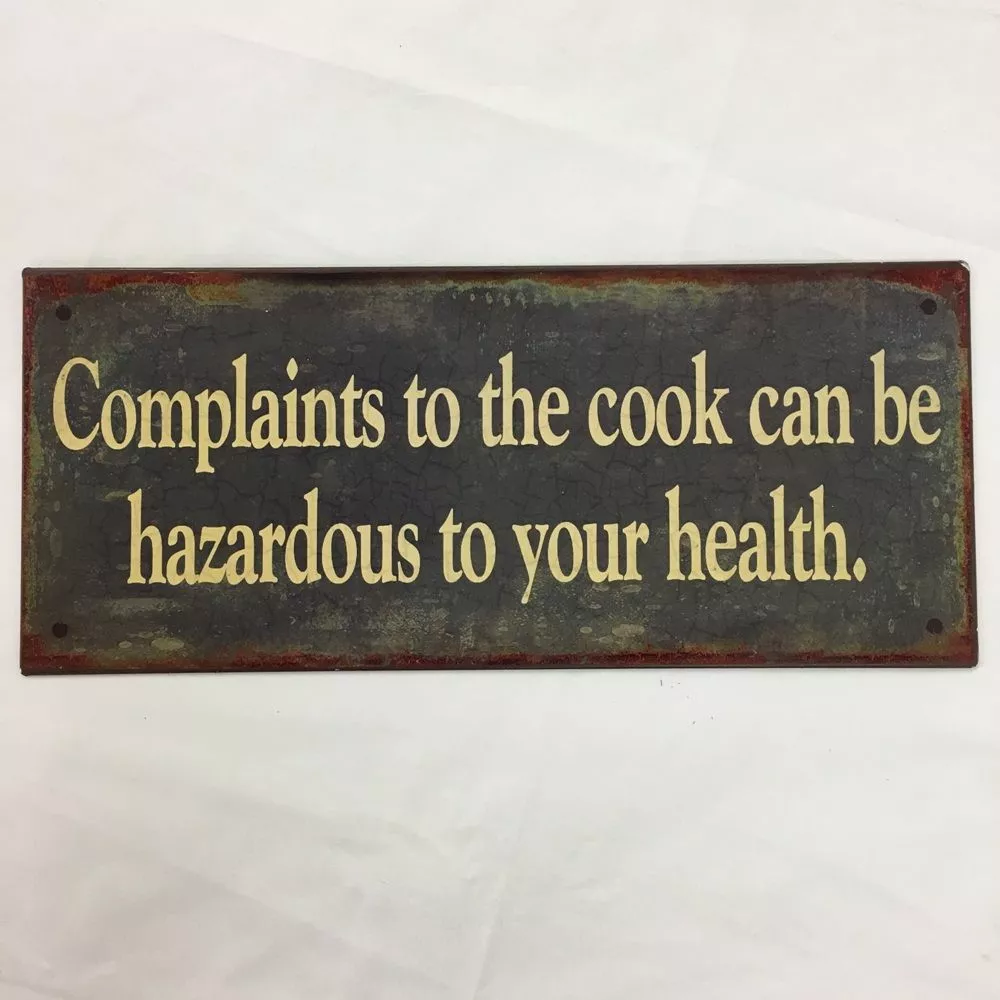 Complaints to the cook can be
hazardous to your health.